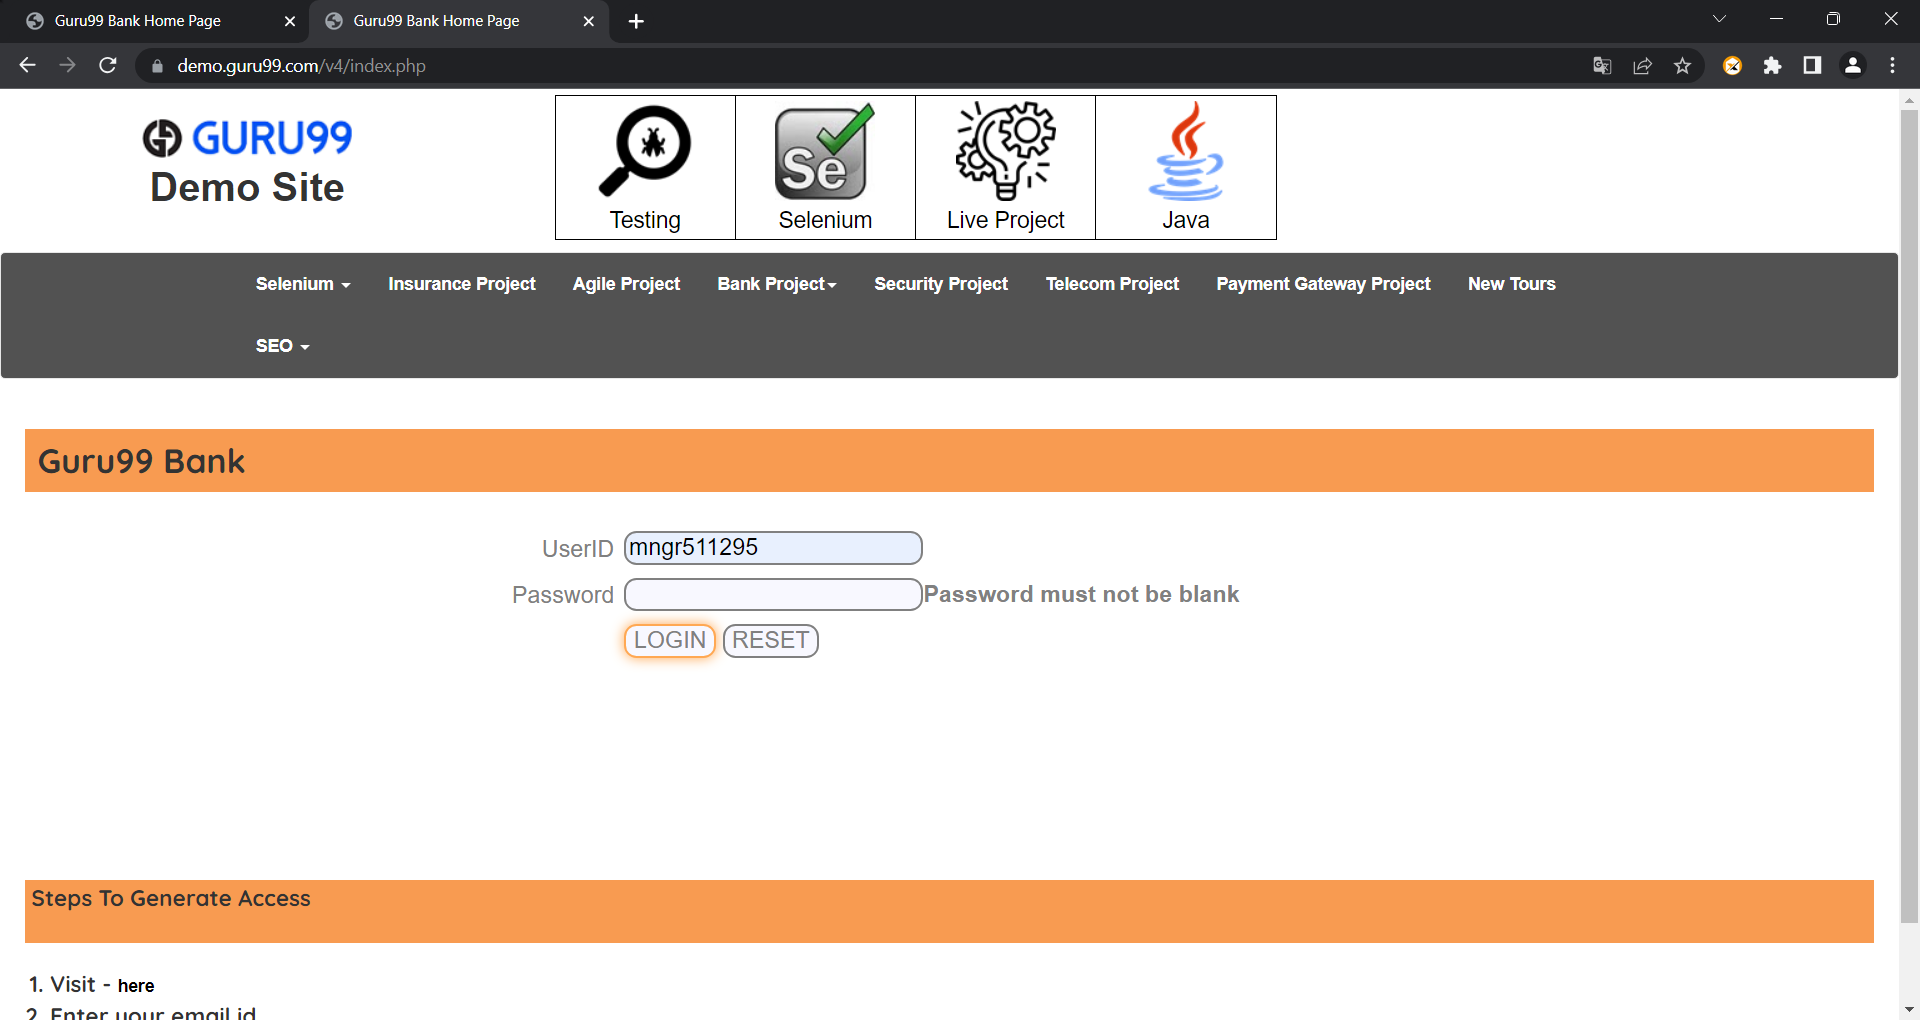 Guru99 Bank Home Page
Guru99 Bank Home Page
demo.guru99.com/v4/index.php
GURU99
Demo Site
Se
Testing
Selenium
Live Project
Java
Selenium
Insurance Project
Agile Project
Bank Project
Security Project
Telecom Project
Payment Gateway Project
New Tours
SEO
Guru99 Bank
UserID
mngr511295
Password
Password must not be blank
LOGIN
RESET
Steps To Generate Access
1. Visit - here
2. Enter your email id